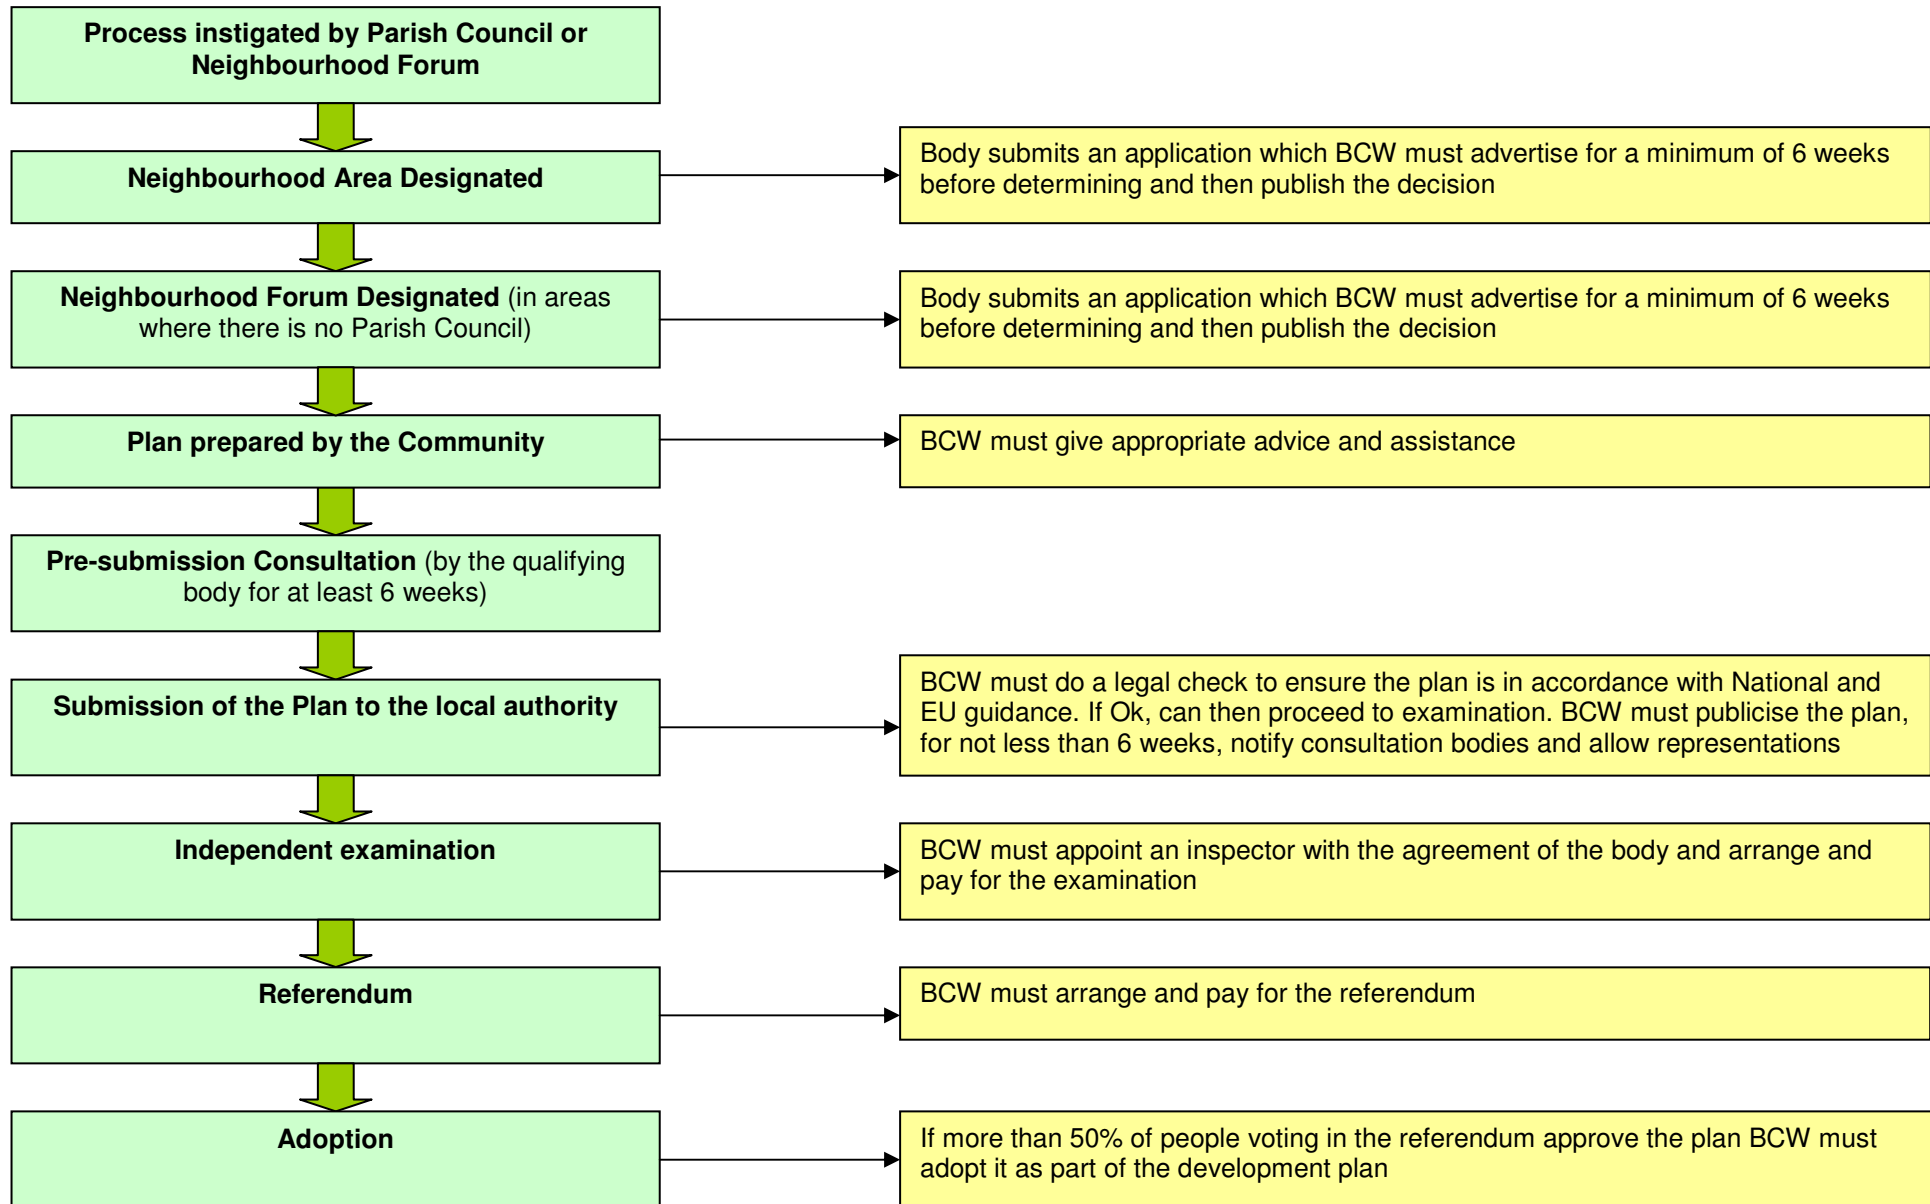 Process instigated by Parish Council or
Neighbourhood Forum
Neighbourhood Area Designated
Body submits an application which BCW must advertise for a minimum of 6 weeks
before determining and then publish the decision
Neighbourhood Forum Designated (in areas
where there is no Parish Council)
Body submits an application which BCW must advertise for a minimum of 6 weeks
before determining and then publish the decision
Plan prepared by the Community
BCW must give appropriate advice and assistance
Pre-submission Consultation (by the qualifying
body for at least 6 weeks)
Submission of the Plan to the local authority
BCW must do a legal check to ensure the plan is in accordance with National and
EU guidance. If Ok, can then proceed to examination. BCW must publicise the plan,
for not less than 6 weeks, notify consultation bodies and allow representations
Independent examination
BCW must appoint an inspector with the agreement of the body and arrange and
pay for the examination
Referendum
BCW must arrange and pay for the referendum
Adoption
If more than 50% of people voting in the referendum approve the plan BCW must
adopt it as part of the development plan